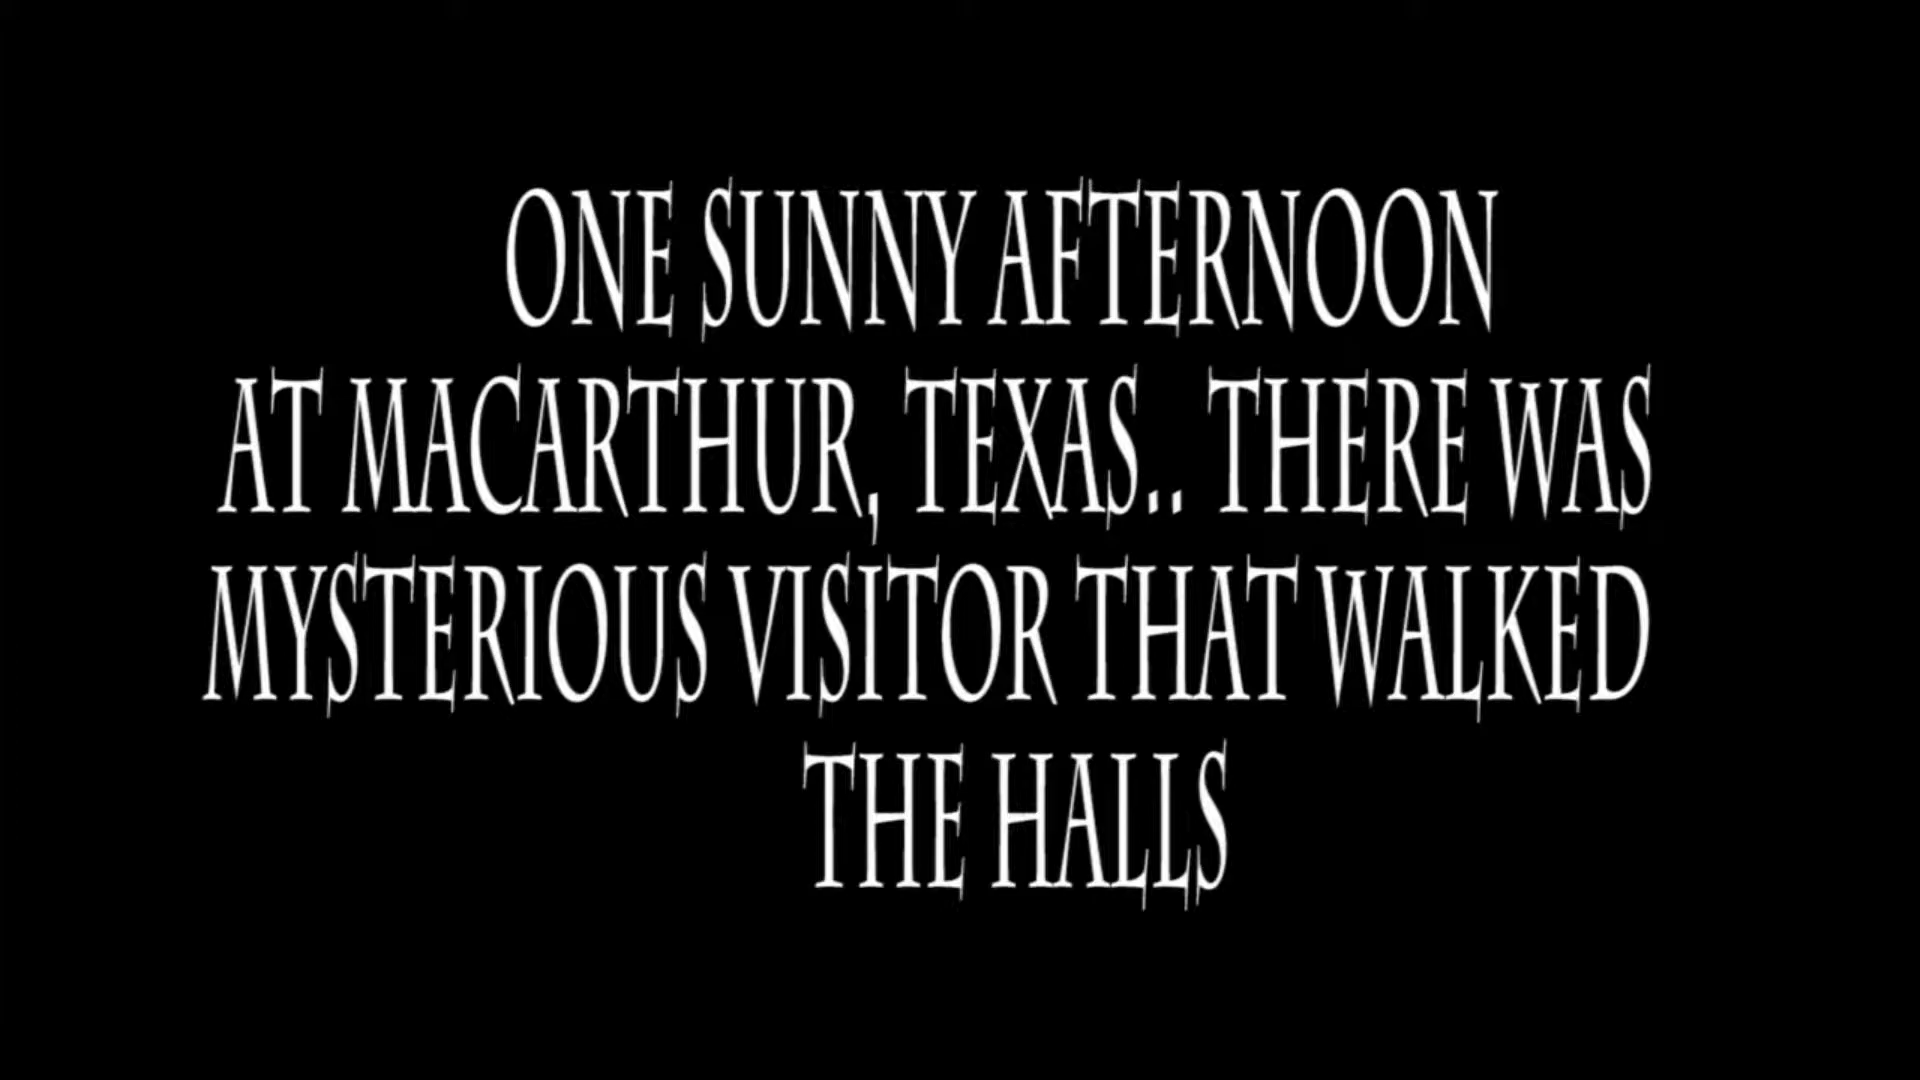 ONE SUNNY AFTERNOON
AT MACARTHUR, TEXAS.. THERE WAS
MYSTERIOUS VISITOR THAT WALKED
THE HALLS